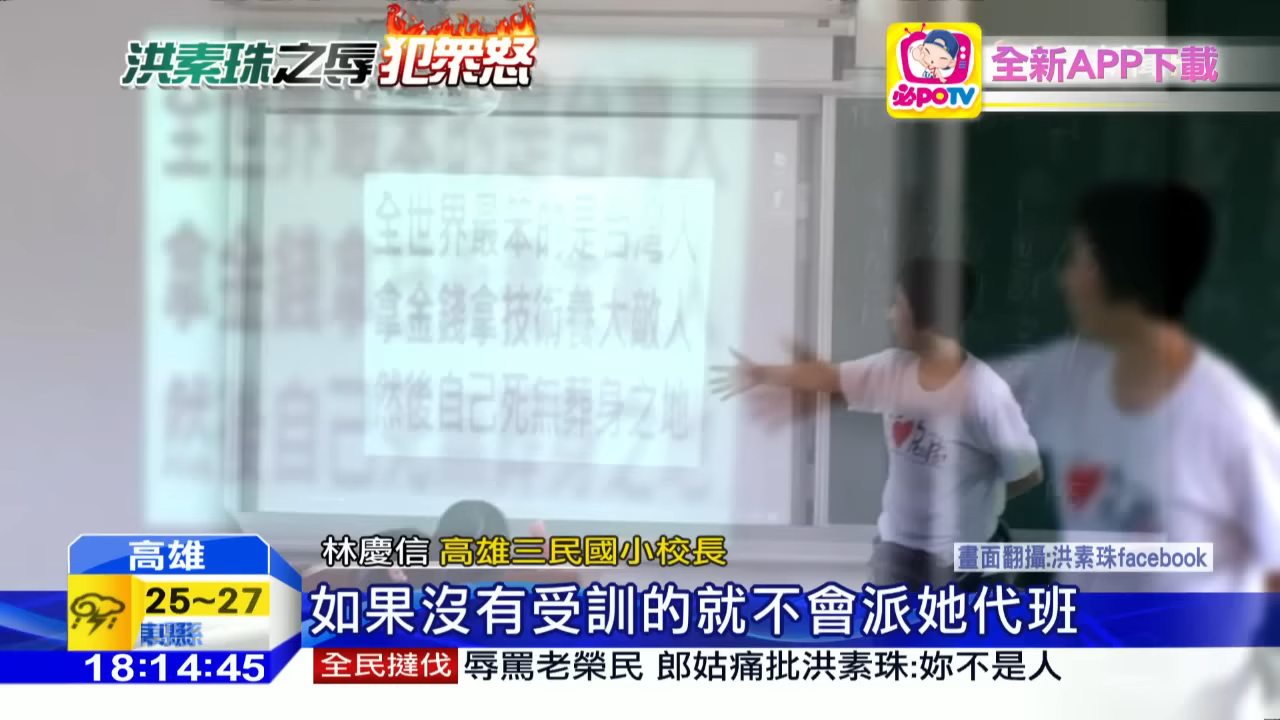 洪素珠之辱 犯衆怒
必POTV
全新APP下載
全世界最笨的是台灣人
拿金錢拿技術養大敵人
然後自己死無葬身之地
林慶信 高雄三民國小校長
畫面翻攝:洪素珠facebook
高雄
25~27
如果沒有受訓的就不會派她代班
18:14:45
全民撻伐 辱罵老榮民 郎姑痛批洪素珠:妳不是人